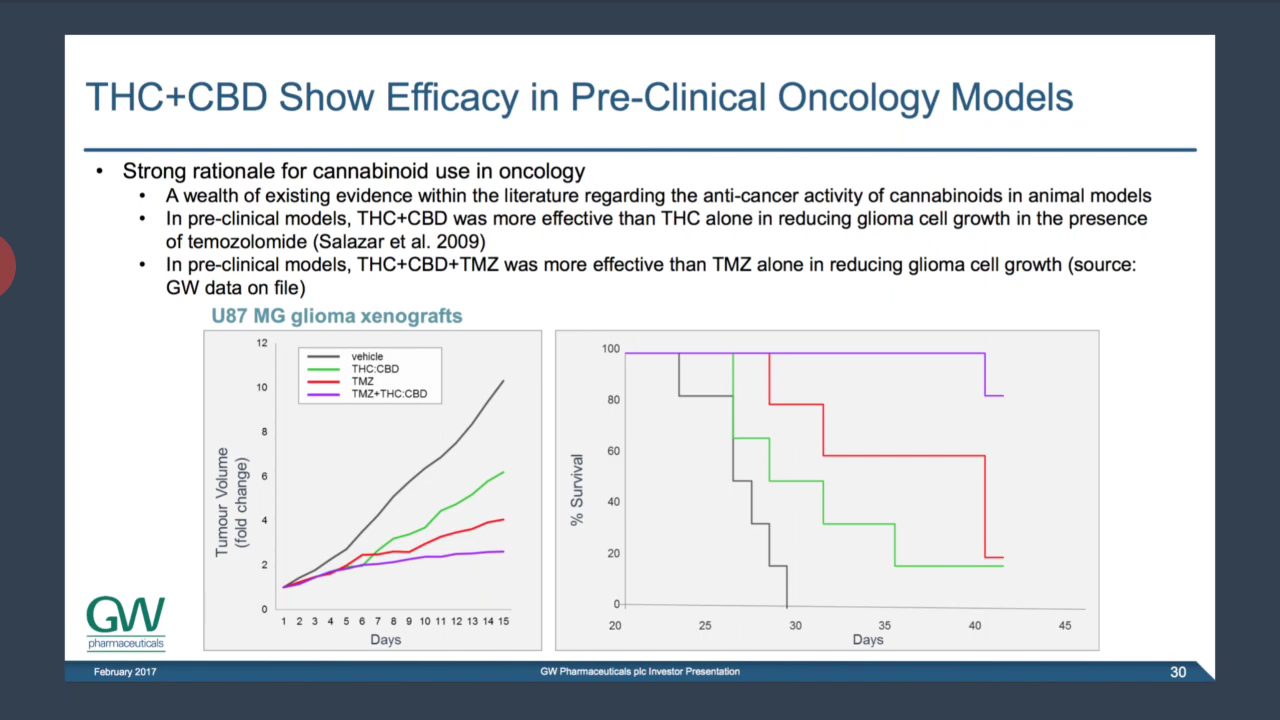 THC+CBD Show Efficacy in Pre-Clinical Oncology Models
• Strong rationale for cannabinoid use in oncology
• A wealth of existing evidence within the literature regarding the anti-cancer activity of cannabinoids in animal models
• In pre-clinical models, THC+CBD was more effective than THC alone in reducing glioma cell growth in the presence
of temozolomide (Salazar et al. 2009)
• In pre-clinical models, THC+CBD+TMZ was more effective than TMZ alone in reducing glioma cell growth (source:
GW data on file)
U87 MG glioma xenografts
12
10
8
6
4
2
0
Tumour Volume
(fold change)
vehicle
THC:CBD
TMZ
TMZ+THC:CBD
1 2 3 4 5 6 7 8 9 10 11 12 13 14 15
Days
100
80
60
40
20
0
% Survival
20 25 30 35 40 45
Days
GW
pharmaceuticals
February 2017
GW Pharmaceuticals plc Investor Presentation
30